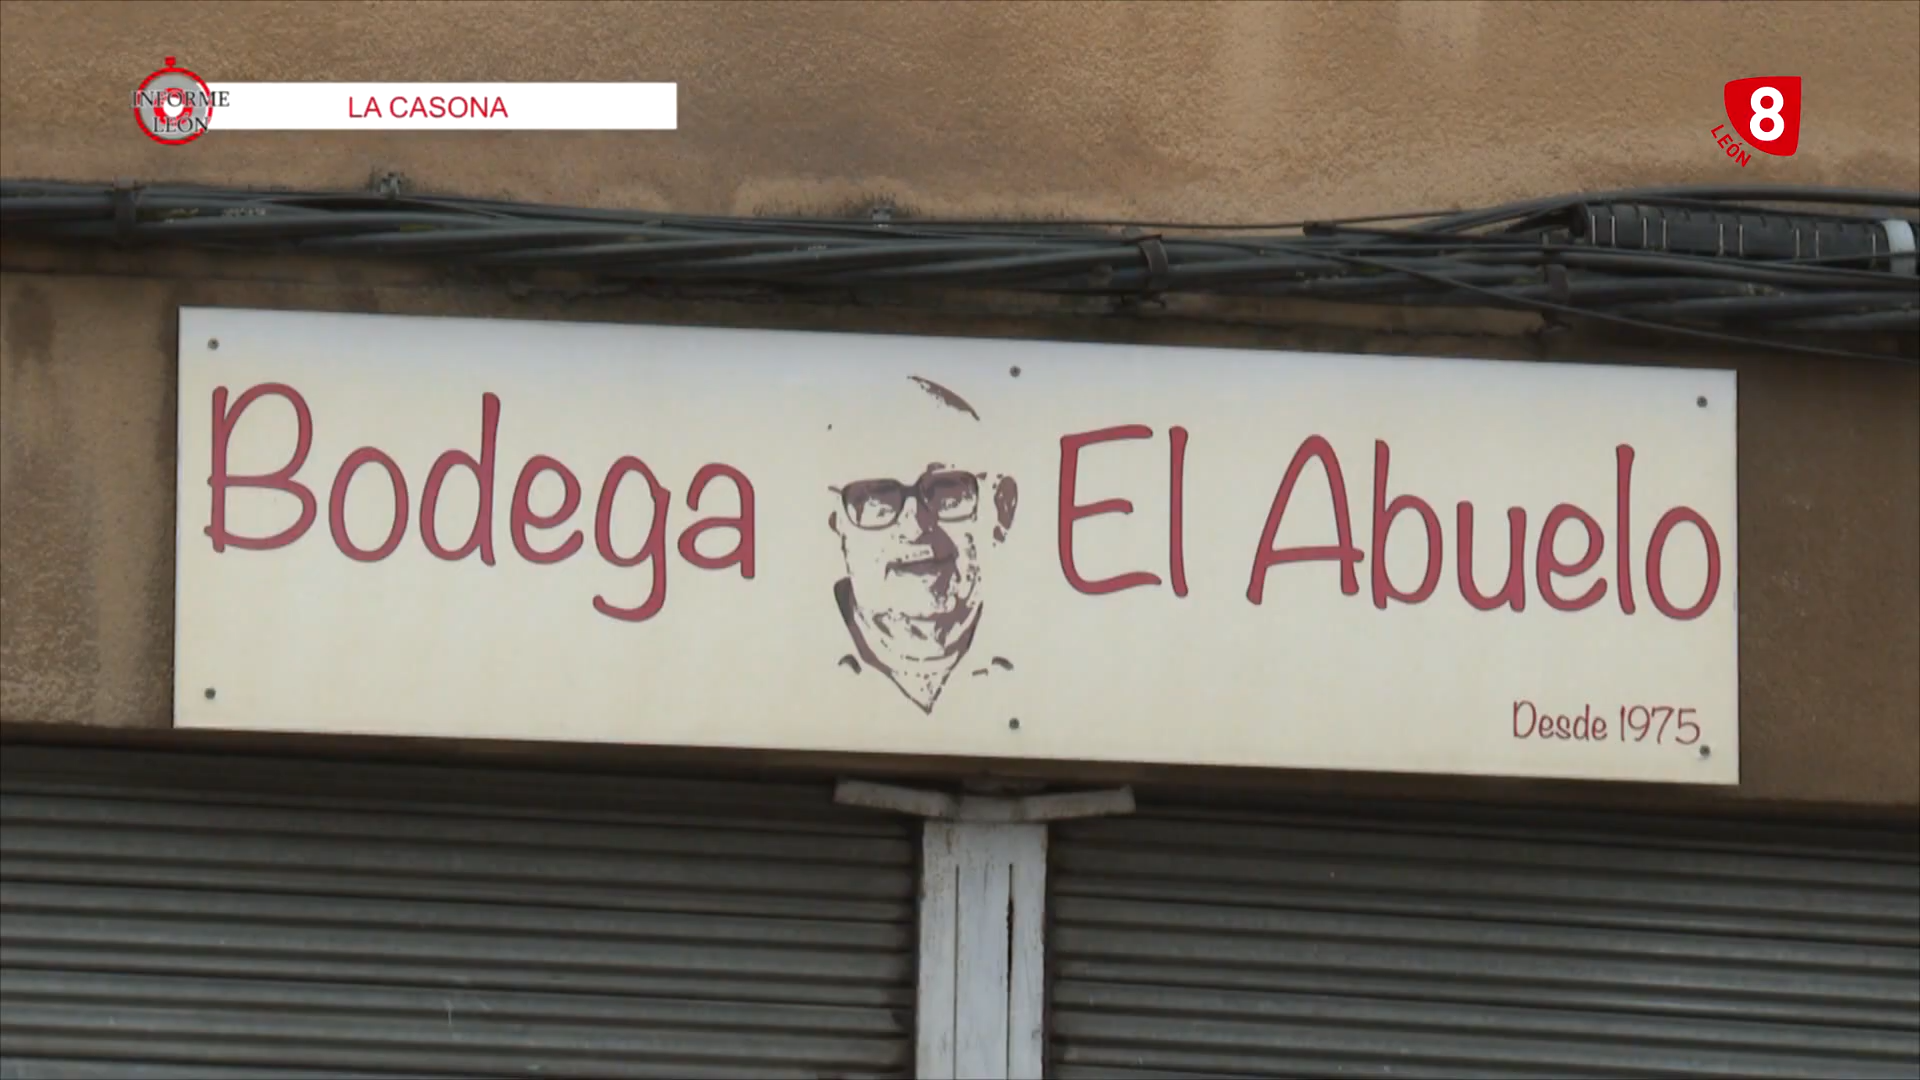 INFORME
LEÓN
LA CASONA
8
LEÓN
Bodega El Abuelo
Desde 1975